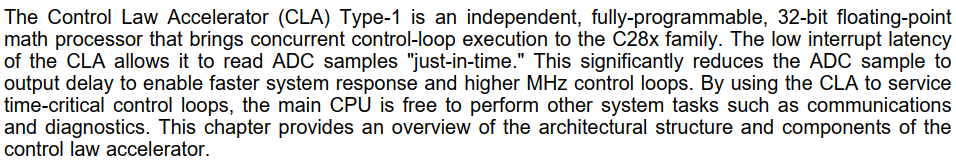 The Control Law Accelerator (CLA) Type-1 is an independent, fully-programmable, 32-bit floating-point
math processor that brings concurrent control-loop execution to the C28x family. The low interrupt latency
of the CLA allows it to read ADC samples "just-in-time." This significantly reduces the ADC sample to
output delay to enable faster system response and higher MHz control loops. By using the CLA to service
time-critical control loops, the main CPU is free to perform other system tasks such as communications
and diagnostics. This chapter provides an overview of the architectural structure and components of the
control law accelerator.